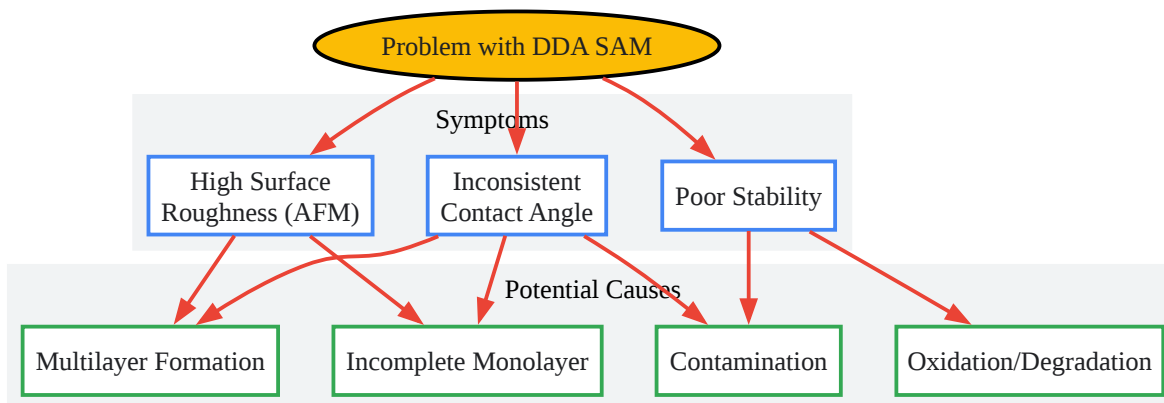 Problem with DDA SAM
Symptoms
High Surface
Roughness (AFM)
Inconsistent
Contact Angle
Poor Stability
Potential Causes
Multilayer Formation
Incomplete Monolayer
Contamination
Oxidation/Degradation